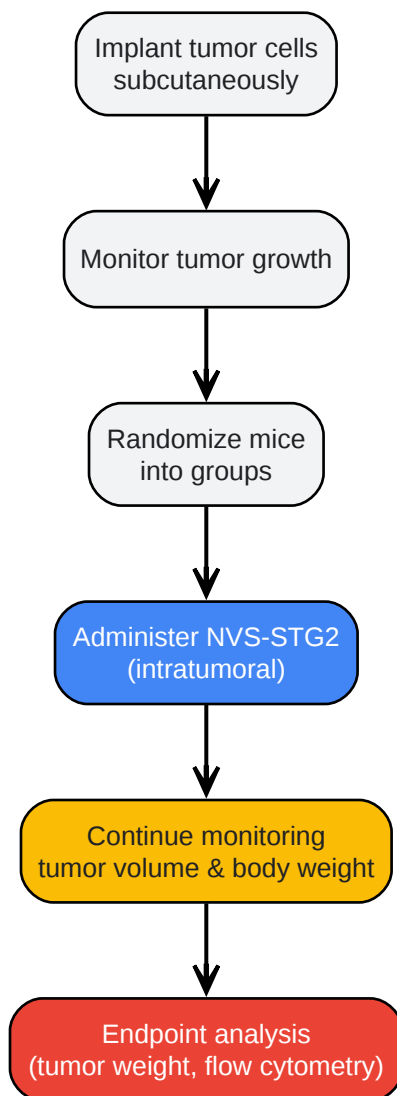 Implant tumor cells
subcutaneously
Monitor tumor growth
Randomize mice
into groups
Administer NVS-STG2
(intratumoral)
Continue monitoring
tumor volume & body weight
Endpoint analysis
(tumor weight, flow cytometry)